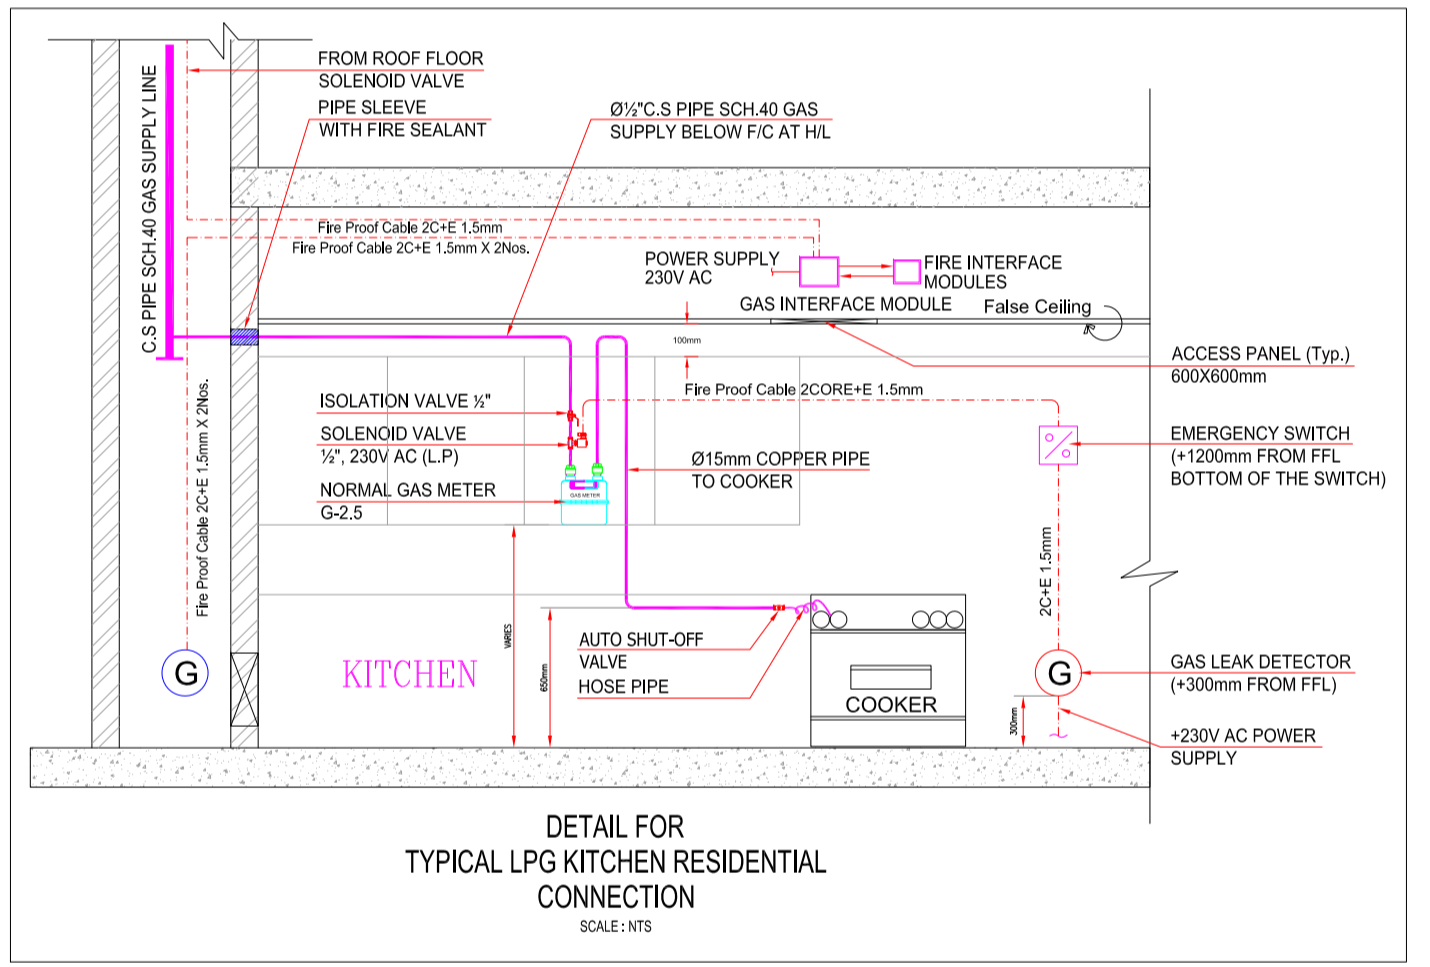 FROM ROOF FLOOR
SOLENOID VALVE
PIPE SLEEVE
WITH FIRE SEALANT
Ø½"C.S PIPE SCH.40 GAS
SUPPLY BELOW F/C AT H/L
C.S PIPE SCH.40 GAS SUPPLY LINE
Fire Proof Cable 2C+E 1.5mm
Fire Proof Cable 2C+E 1.5mm X 2Nos.
POWER SUPPLY
230V AC
FIRE INTERFACE
MODULES
GAS INTERFACE MODULE
False Ceiling
100mm
ACCESS PANEL (Typ.)
600X600mm
Fire Proof Cable 2CORE+E 1.5mm
ISOLATION VALVE ½"
SOLENOID VALVE
½", 230V AC (L.P)
NORMAL GAS METER
G-2.5
GAS METER
Ø15mm COPPER PIPE
TO COOKER
EMERGENCY SWITCH
(+1200mm FROM FFL
BOTTOM OF THE SWITCH)
Fire Proof Cable 2C+E 1.5mm X 2Nos.
2C+E 1.5mm
VARIES
650mm
AUTO SHUT-OFF
VALVE
HOSE PIPE
KITCHEN
COOKER
G
G
300mm
GAS LEAK DETECTOR
(+300mm FROM FFL)
+230V AC POWER
SUPPLY
DETAIL FOR
TYPICAL LPG KITCHEN RESIDENTIAL
CONNECTION
SCALE : NTS